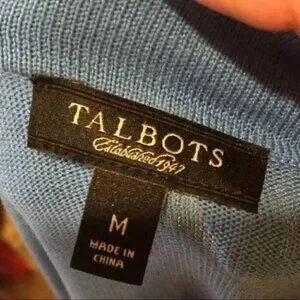 TALBOTS
Established 1947
M
MADE IN
CHINA